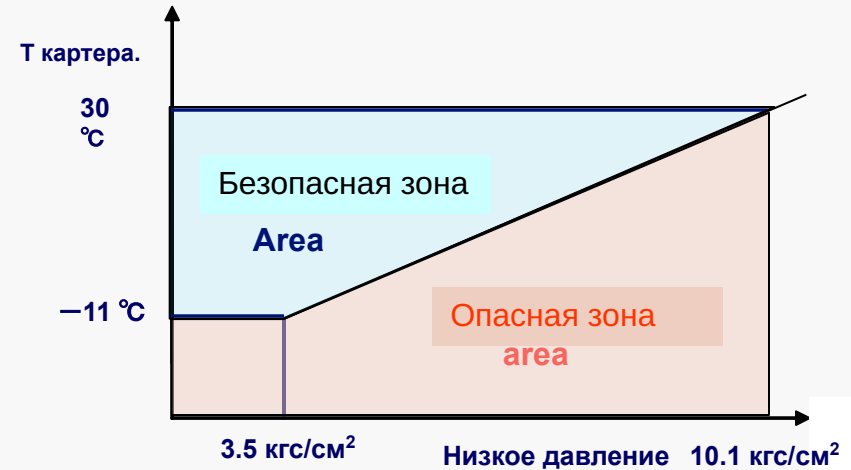 Т картера.
30
℃
Безопасная зона
Area
－11 ℃
Опасная зона
area
3.5 кгс/см²
Низкое давление 10.1 кгс/см²